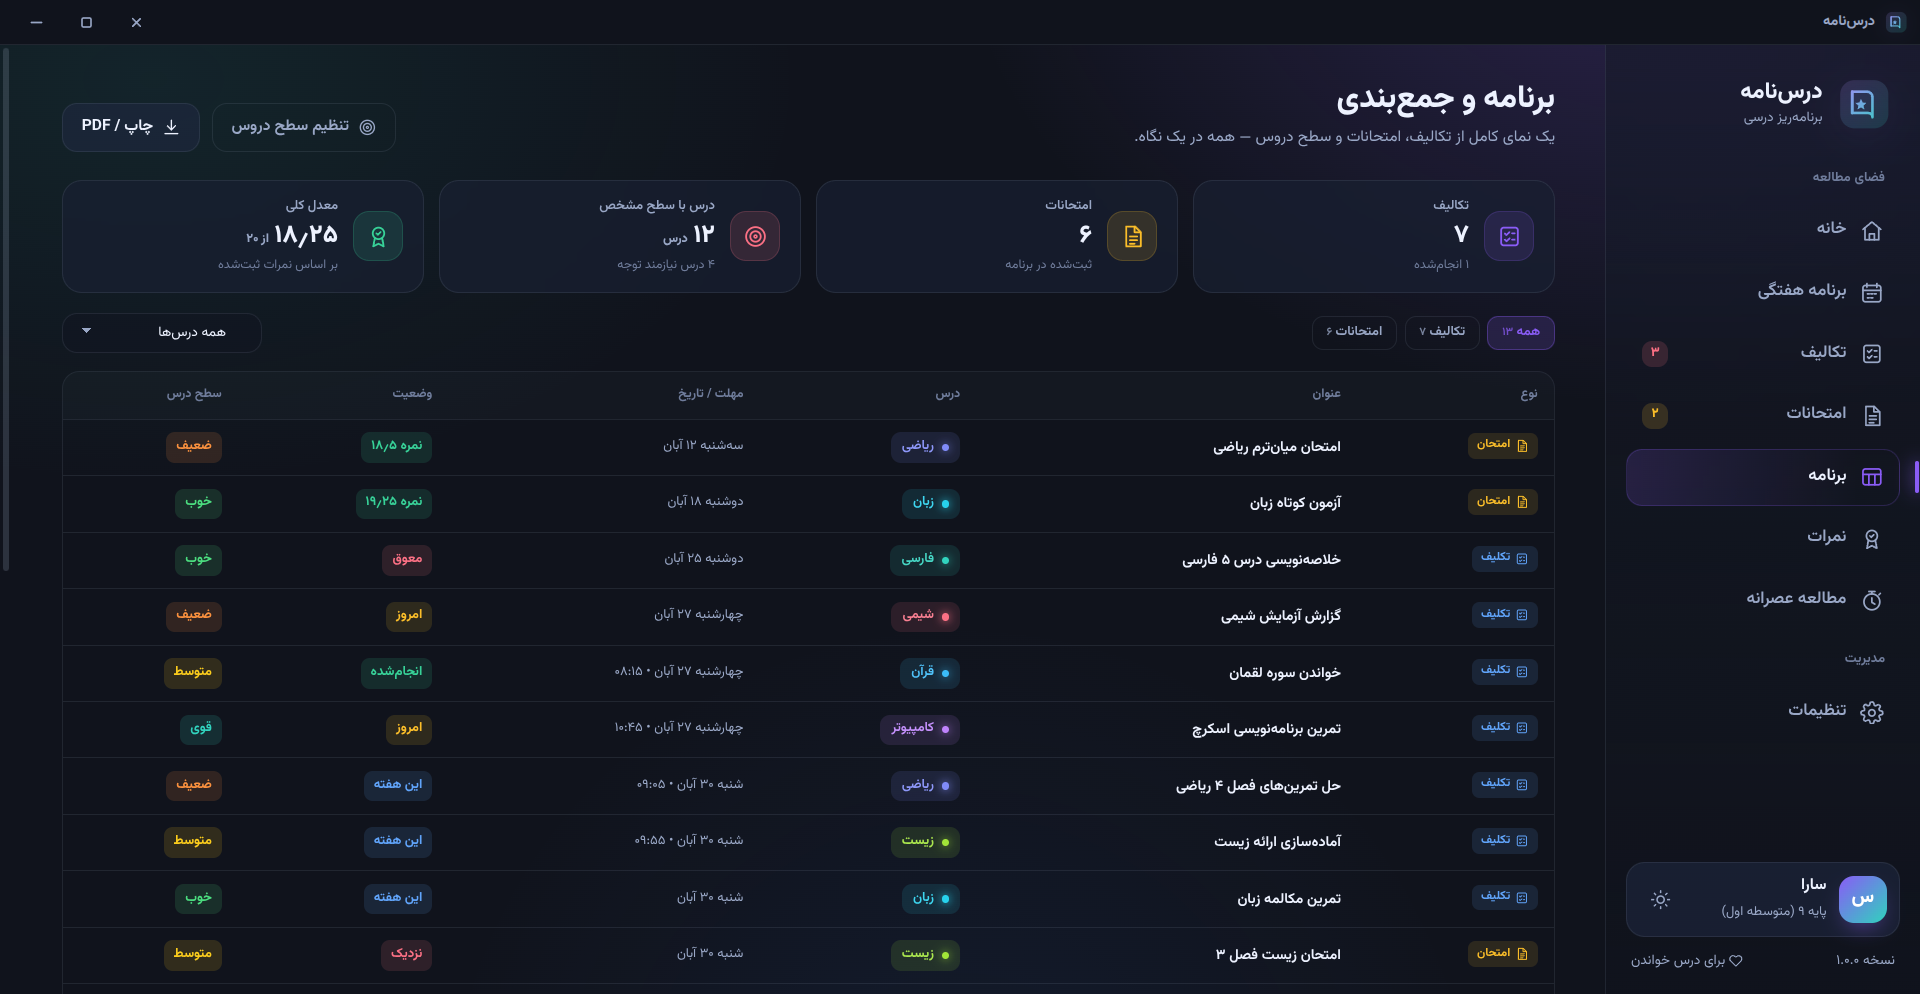 درس‌نامه
درس‌نامه
برنامه‌ریز درسی
فضای مطالعه
خانه
برنامه هفتگی
تکالیف ۳
امتحانات ۲
برنامه
نمرات
مطالعه عصرانه
مدیریت
تنظیمات
س
سارا
پایه ۹ (متوسطه اول)
نسخه ۱.۰.۰
برای درس خواندن
برنامه و جمع‌بندی
یک نمای کامل از تکالیف، امتحانات و سطح دروس — همه در یک نگاه.
تنظیم سطح دروس
چاپ / PDF
تکالیف
۷
۱ انجام‌شده
امتحانات
۶
ثبت‌شده در برنامه
درس با سطح مشخص
۱۲ درس
۴ درس نیازمند توجه
معدل کلی
۱۸٫۲۵ از ۲۰
بر اساس نمرات ثبت‌شده
همه ۱۳
تکالیف ۷
امتحانات ۶
همه درس‌ها
نوع عنوان درس مهلت / تاریخ وضعیت سطح درس
امتحان امتحان میان‌ترم ریاضی ریاضی سه‌شنبه ۱۲ آبان نمره ۱۸٫۵ ضعیف
امتحان آزمون کوتاه زبان زبان دوشنبه ۱۸ آبان نمره ۱۹٫۲۵ خوب
تکلیف خلاصه‌نویسی درس ۵ فارسی فارسی دوشنبه ۲۵ آبان معوق خوب
تکلیف گزارش آزمایش شیمی شیمی چهارشنبه ۲۷ آبان امروز ضعیف
تکلیف خواندن سوره لقمان قرآن چهارشنبه ۲۷ آبان • ۰۸:۱۵ انجام‌شده متوسط
تکلیف تمرین برنامه‌نویسی اسکرچ کامپیوتر چهارشنبه ۲۷ آبان • ۱۰:۴۵ امروز قوی
تکلیف حل تمرین‌های فصل ۴ ریاضی ریاضی شنبه ۳۰ آبان • ۰۹:۰۵ این هفته ضعیف
تکلیف آماده‌سازی ارائه زیست زیست شنبه ۳۰ آبان • ۰۹:۵۵ این هفته متوسط
تکلیف تمرین مکالمه زبان زبان شنبه ۳۰ آبان این هفته خوب
امتحان امتحان زیست فصل ۳ زیست شنبه ۳۰ آبان نزدیک متوسط